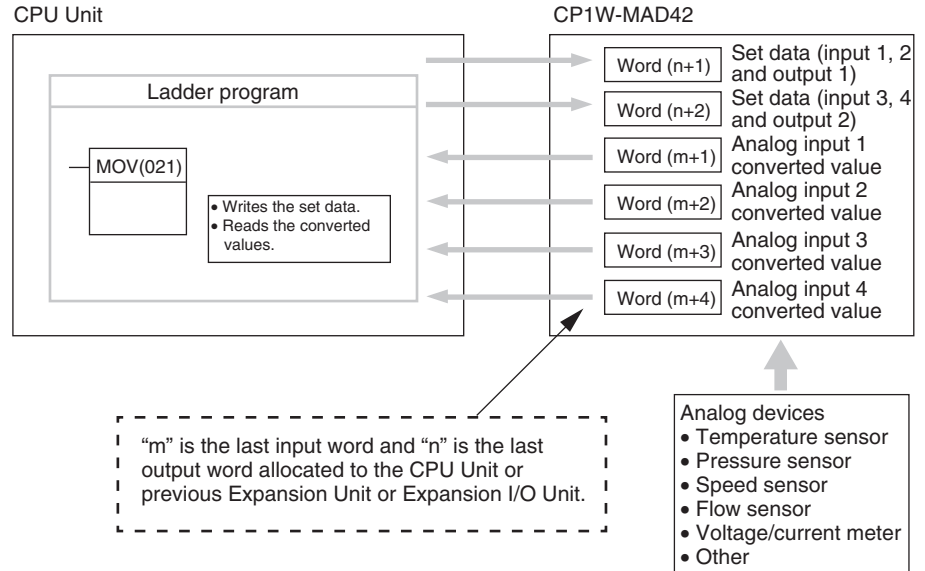 CPU Unit
CP1W-MAD42
Ladder program
MOV(021)
• Writes the set data.
• Reads the converted
values.
Word (n+1)
Set data (input 1, 2
and output 1)
Word (n+2)
Set data (input 3, 4
and output 2)
Word (m+1)
Analog input 1
converted value
Word (m+2)
Analog input 2
converted value
Word (m+3)
Analog input 3
converted value
Word (m+4)
Analog input 4
converted value
“m” is the last input word and “n” is the last
output word allocated to the CPU Unit or
previous Expansion Unit or Expansion I/O Unit.
Analog devices
• Temperature sensor
• Pressure sensor
• Speed sensor
• Flow sensor
• Voltage/current meter
• Other